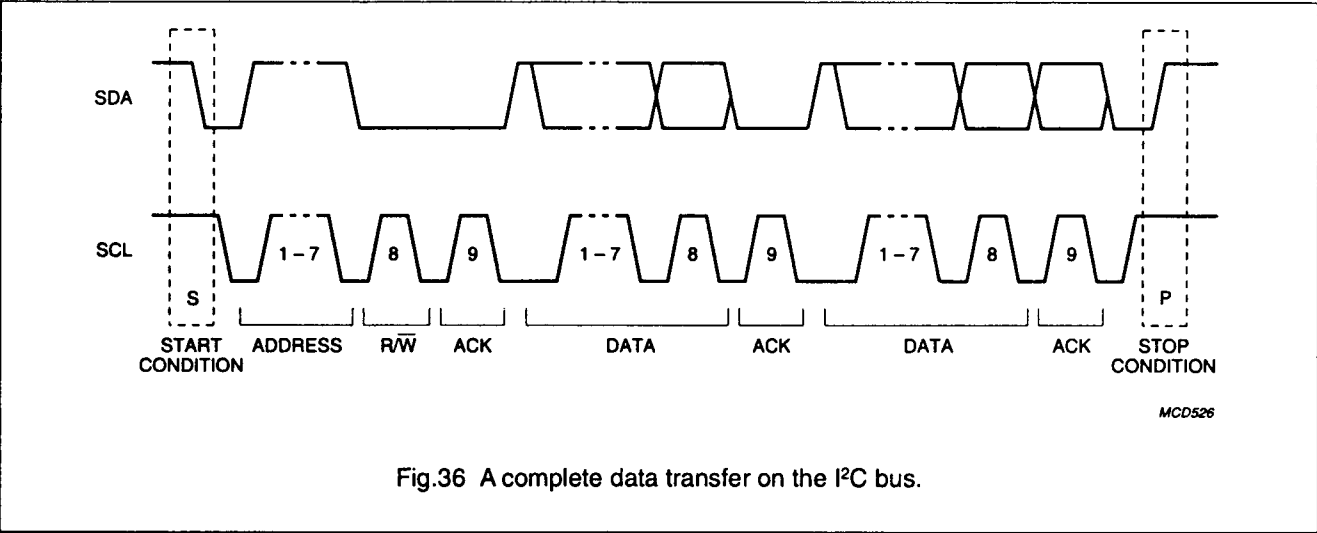 SDA
SCL
1 – 7 8 9 1 – 7 8 9 1 – 7 8 9
S P
START CONDITION ADDRESS R/W̅ ACK DATA ACK DATA ACK STOP CONDITION
MCD526
Fig.36 A complete data transfer on the I²C bus.